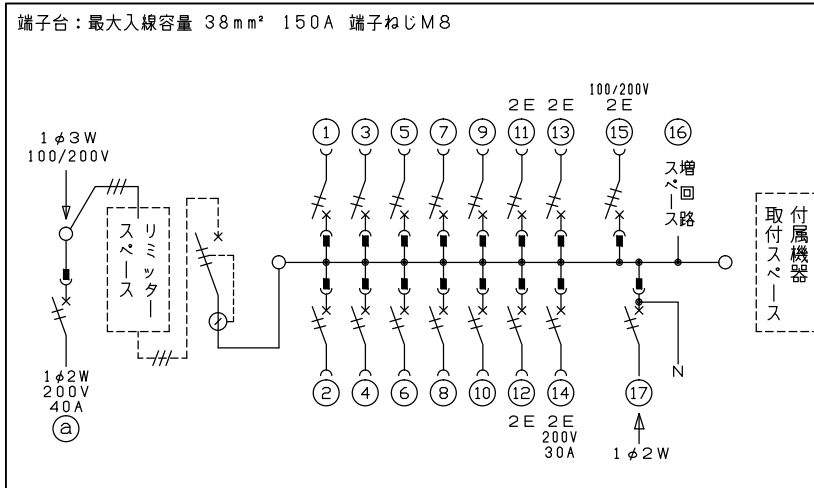 端子台：最大入線容量 38mm² 150A 端子ねじM8
100/200V
2E 2E 2E
1 3 5 7 9 11 13 15 16
1φ3W
100/200V
増回路
スペース
リミッター
スペース
付属機器
取付スペース
1φ2W
200V
40A
a
N
2 4 6 8 10 12 14 17
2E 2E
200V
30A
1φ2W